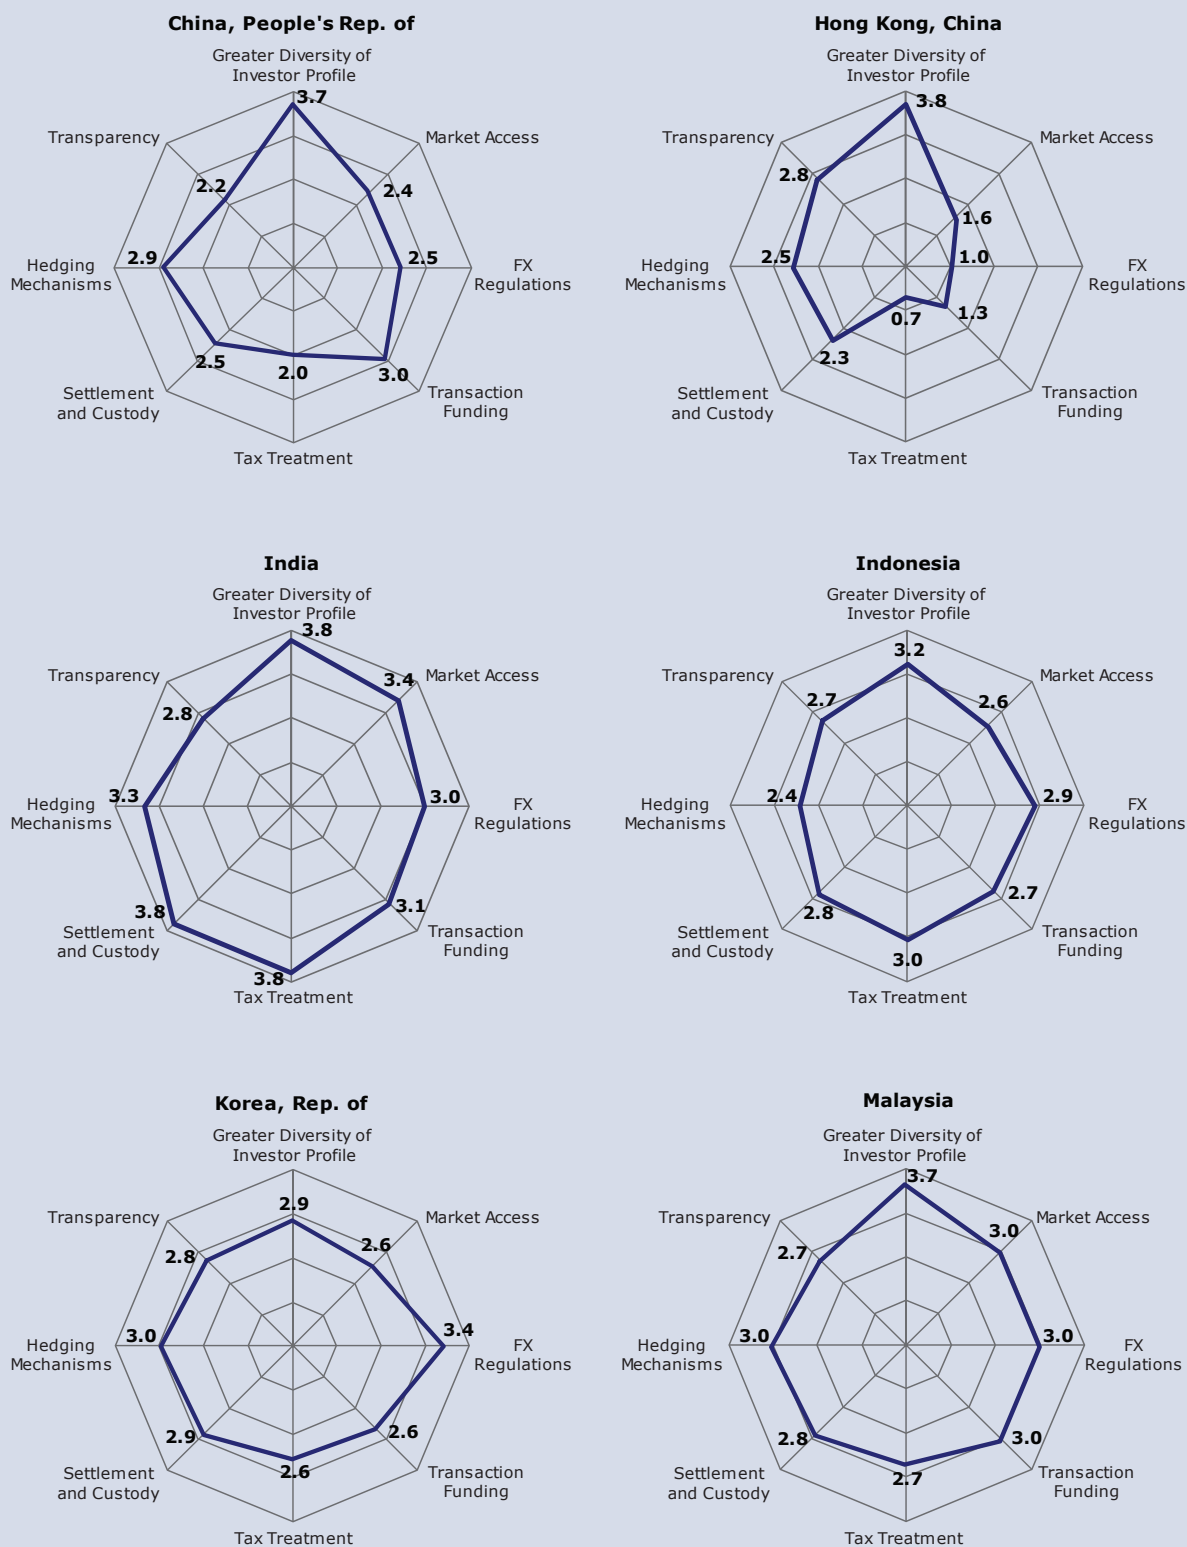 China, People's Rep. of
Greater Diversity of
Investor Profile
3.7
Transparency
Market Access
2.2
2.4
2.9
2.5
Hedging
Mechanisms
FX
Regulations
2.5
2.0
3.0
Settlement
and Custody
Transaction
Funding
Tax Treatment
Hong Kong, China
Greater Diversity of
Investor Profile
3.8
Transparency
Market Access
2.8
1.6
2.5
1.0
Hedging
Mechanisms
FX
Regulations
0.7
1.3
2.3
Settlement
and Custody
Transaction
Funding
Tax Treatment
India
Greater Diversity of
Investor Profile
3.8
Transparency
Market Access
3.4
2.8
3.3
3.0
Hedging
Mechanisms
FX
Regulations
3.8
3.1
Settlement
and Custody
Transaction
Funding
3.8
Tax Treatment
Indonesia
Greater Diversity of
Investor Profile
3.2
Transparency
Market Access
2.7
2.6
2.4
2.9
Hedging
Mechanisms
FX
Regulations
2.8
2.7
Settlement
and Custody
Transaction
Funding
3.0
Tax Treatment
Korea, Rep. of
Greater Diversity of
Investor Profile
2.9
Transparency
Market Access
2.8
2.6
3.0
3.4
Hedging
Mechanisms
FX
Regulations
2.9
2.6
2.6
Settlement
and Custody
Transaction
Funding
Tax Treatment
Malaysia
Greater Diversity of
Investor Profile
3.7
Transparency
Market Access
2.7
3.0
3.0
3.0
Hedging
Mechanisms
FX
Regulations
2.8
3.0
2.7
Settlement
and Custody
Transaction
Funding
Tax Treatment